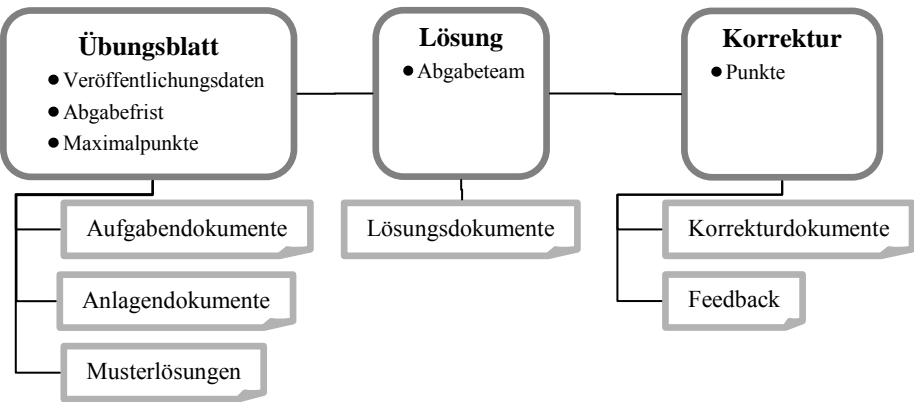 Übungsblatt
● Veröffentlichungsdaten
● Abgabefrist
● Maximalpunkte
Aufgabendokumente
Anlagendokumente
Musterlösungen
Lösung
● Abgabeteam
Lösungsdokumente
Korrektur
● Punkte
Korrekturdokumente
Feedback